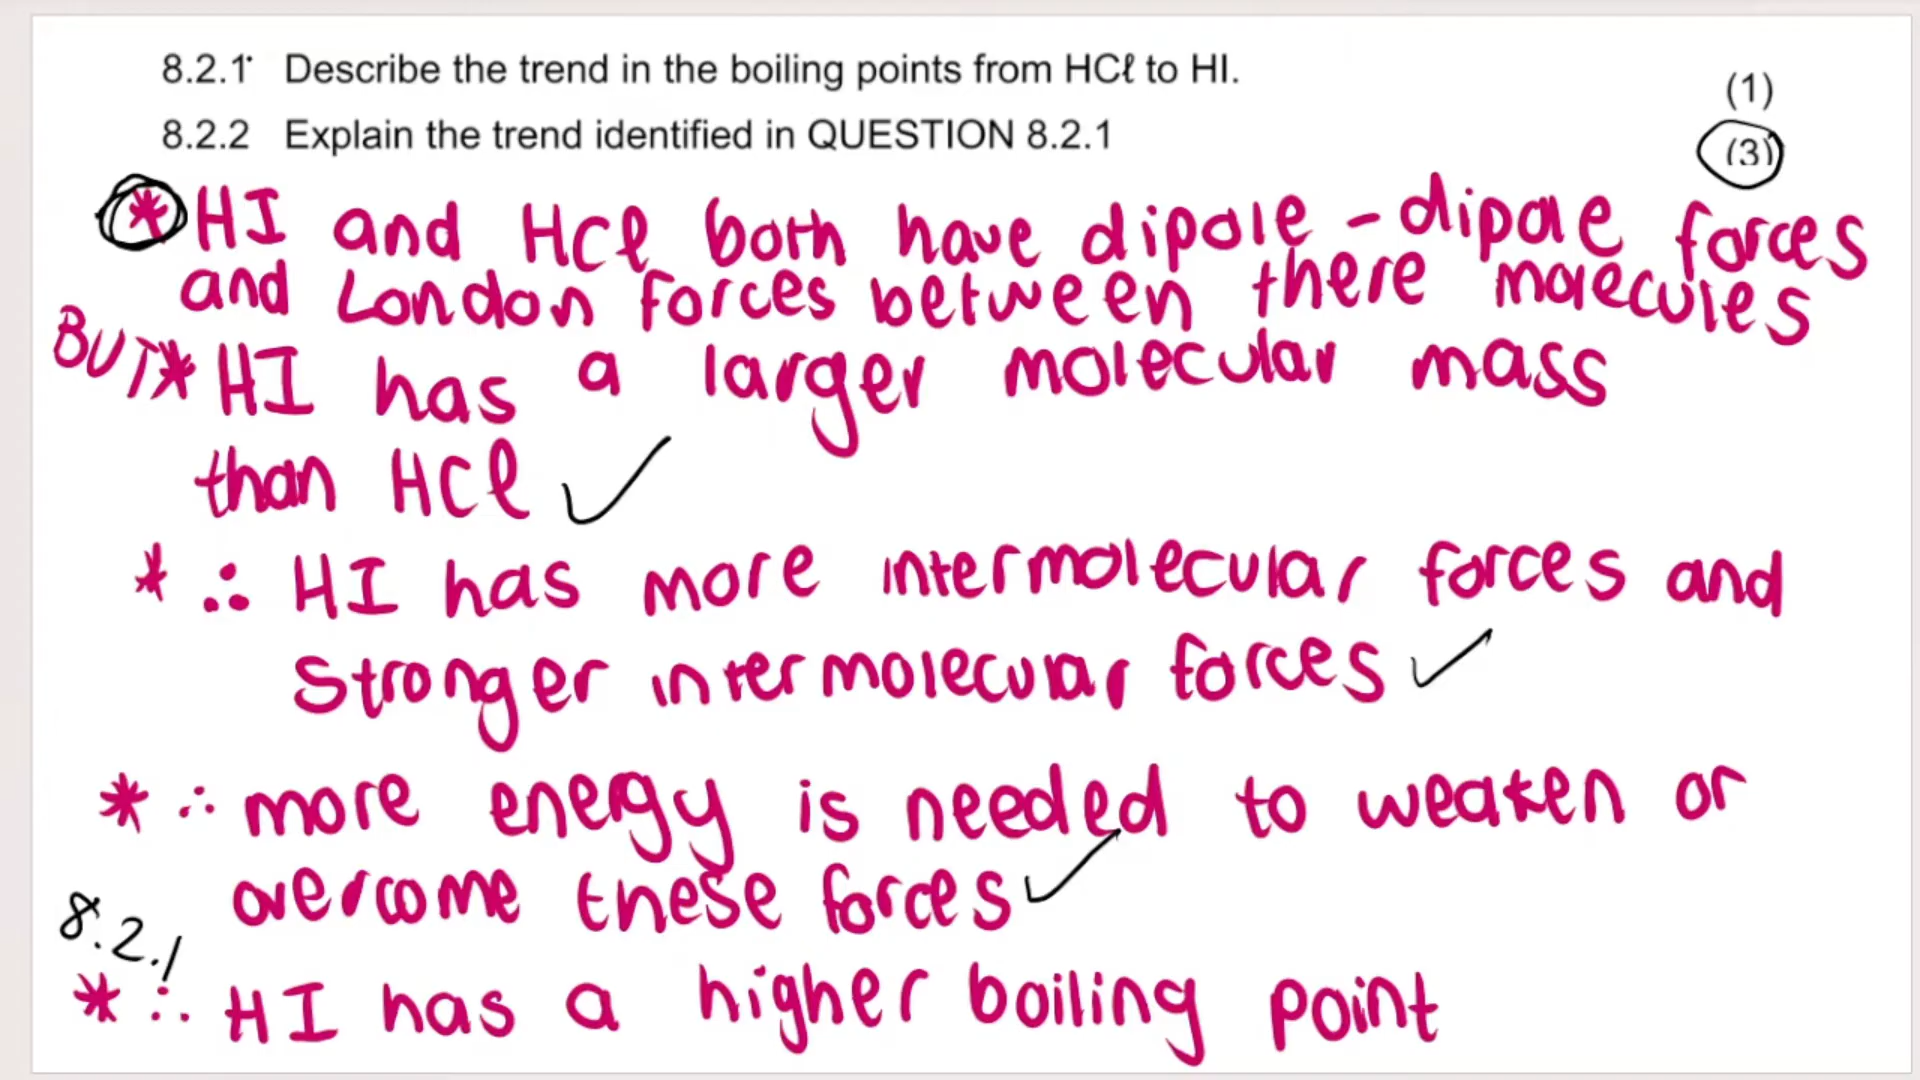 8.2.1 Describe the trend in the boiling points from HCℓ to HI. (1)
8.2.2 Explain the trend identified in QUESTION 8.2.1 (3)
* HI and HCℓ both have dipole-dipole forces
and London forces between there molecules
BUT * HI has a larger molecular mass
than HCℓ ✓
* ∴ HI has more intermolecular forces and
stronger intermolecular forces ✓
* ∴ more energy is needed to weaken or
overcome these forces ✓
8.2.1
* ∴ HI has a higher boiling point